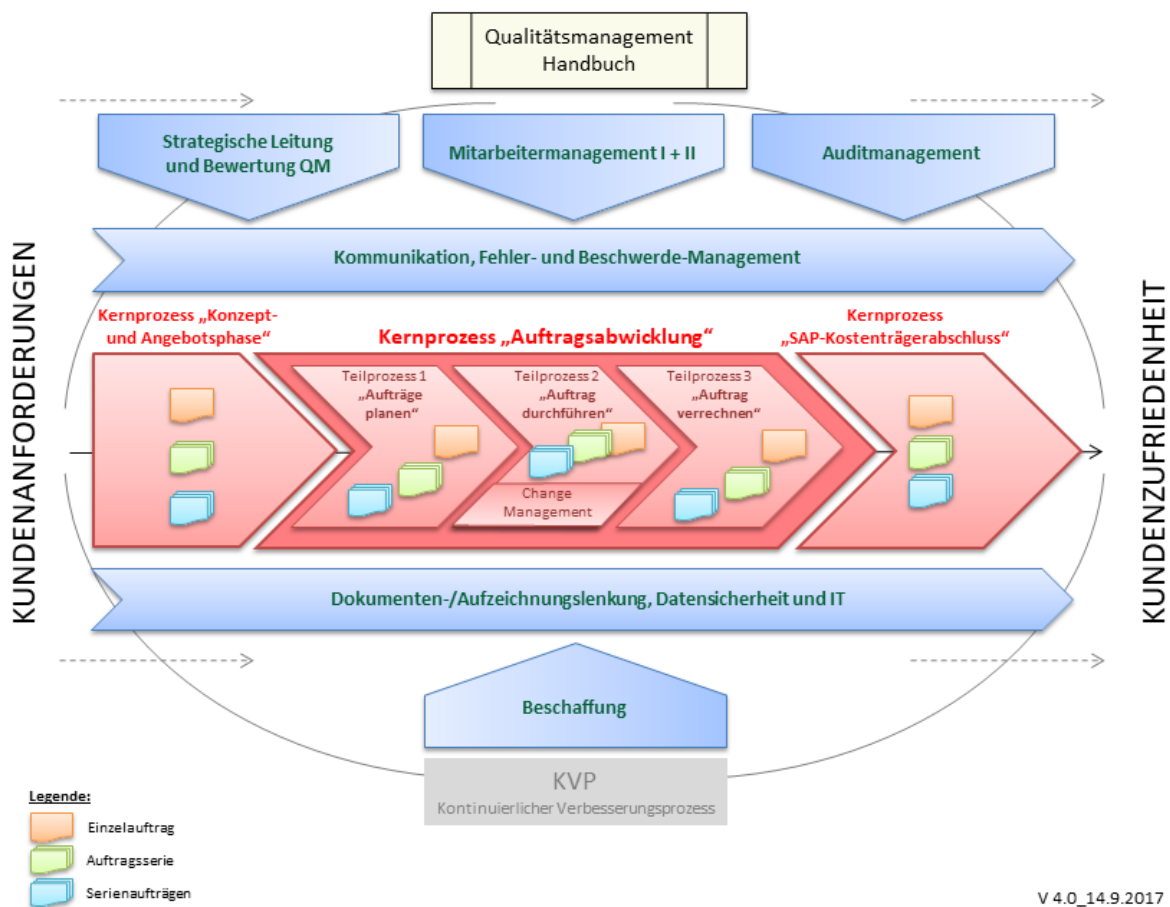 Qualitätsmanagement
Handbuch
Strategische Leitung
und Bewertung QM
Mitarbeitermanagement I + II
Auditmanagement
KUNDENANFORDERUNGEN
Kommunikation, Fehler- und Beschwerde-Management
KUNDENZUFRIEDENHEIT
Kernprozess „Konzept-
und Angebotsphase“
Kernprozess „Auftragsabwicklung“
Kernprozess
„SAP-Kostenträgerabschluss“
Teilprozess 1
„Aufträge
planen“
Teilprozess 2
„Auftrag
durchführen“
Change
Management
Teilprozess 3
„Auftrag
verrechnen“
Dokumenten-/Aufzeichnungslenkung, Datensicherheit und IT
Beschaffung
KVP
Kontinuierlicher Verbesserungsprozess
Legende:
Einzelauftrag
Auftragsserie
Serienaufträgen
V 4.0_14.9.2017